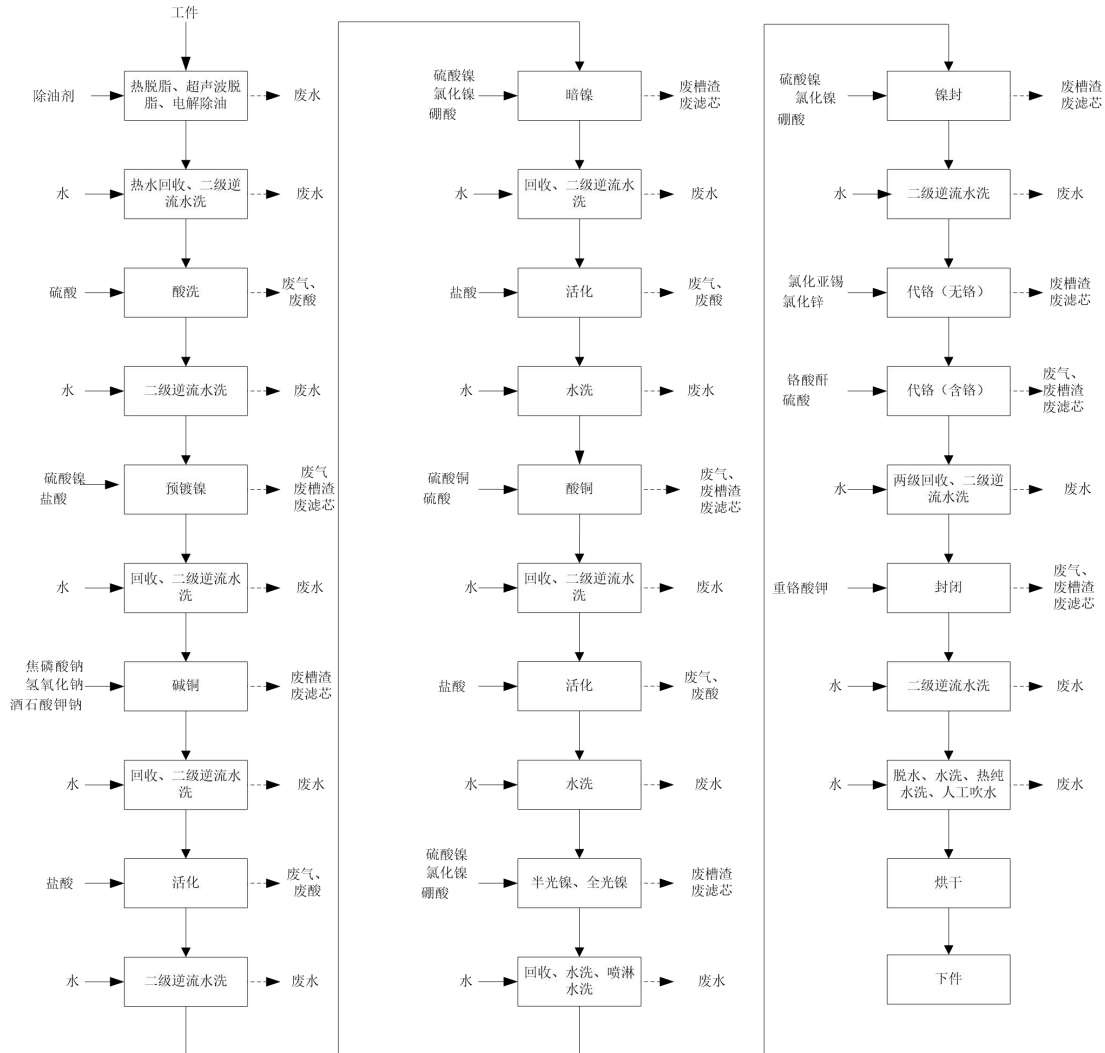 工件
除油剂
热脱脂、超声波脱
脂、电解除油
废水
水
热水回收、二级逆
流水洗
废水
硫酸
酸洗
废气、
废酸
水
二级逆流水洗
废水
硫酸镍
盐酸
预镀镍
废气
废槽渣
废滤芯
水
回收、二级逆流水
洗
废水
焦磷酸钠
氢氧化钠
酒石酸钾钠
碱铜
废槽渣
废滤芯
水
回收、二级逆流水
洗
废水
盐酸
活化
废气、
废酸
水
二级逆流水洗
废水
硫酸镍
氯化镍
硼酸
暗镍
废槽渣
废滤芯
水
回收、二级逆流水
洗
废水
盐酸
活化
废气、
废酸
水
水洗
废水
硫酸铜
硫酸
酸铜
废气、
废槽渣
废滤芯
水
回收、二级逆流水
洗
废水
盐酸
活化
废气、
废酸
水
水洗
废水
硫酸镍
氯化镍
硼酸
半光镍、全光镍
废槽渣
废滤芯
水
回收、水洗、喷淋
水洗
废水
硫酸镍
氯化镍
硼酸
镍封
废槽渣
废滤芯
水
二级逆流水洗
废水
氯化亚锡
氯化锌
代铬（无铬）
废槽渣
废滤芯
铬酸酐
硫酸
代铬（含铬）
废气、
废槽渣
废滤芯
水
两级回收、二级逆
流水洗
废水
重铬酸钾
封闭
废气、
废槽渣
废滤芯
水
二级逆流水洗
废水
水
脱水、水洗、热纯
水洗、人工吹水
废水
烘干
下件